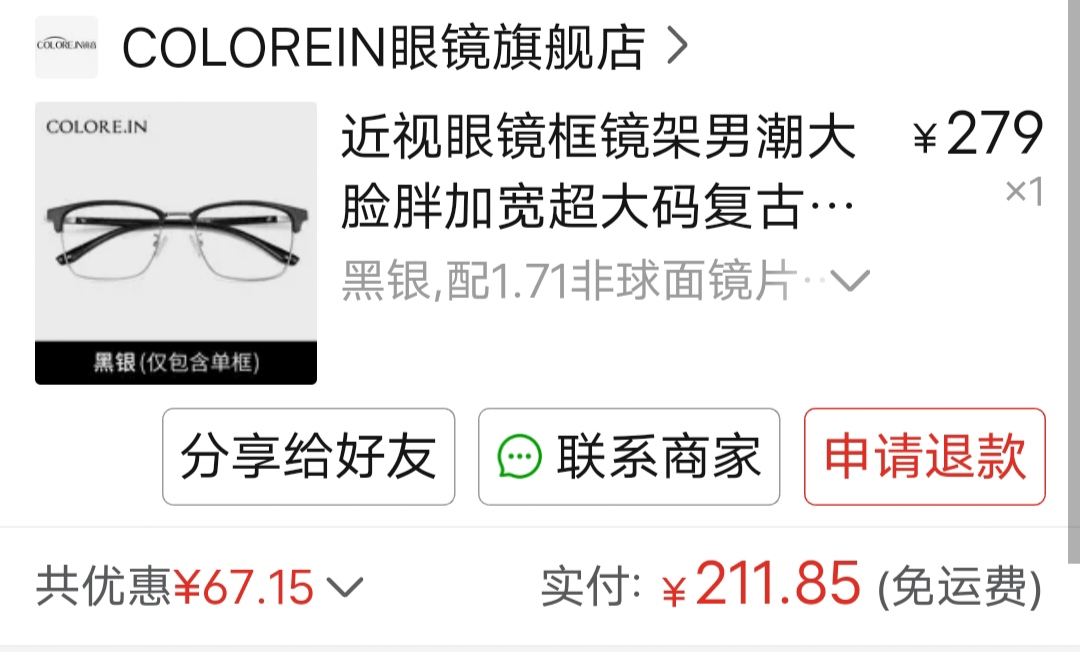 COLORE.IN眼镜
COLOREIN眼镜旗舰店
COLORE.IN
黑银(仅包含单框)
近视眼镜框镜架男潮大
脸胖加宽超大码复古…
黑银,配1.71非球面镜片…
¥279
×1
分享给好友
联系商家
申请退款
共优惠¥67.15
实付: ¥211.85 (免运费)